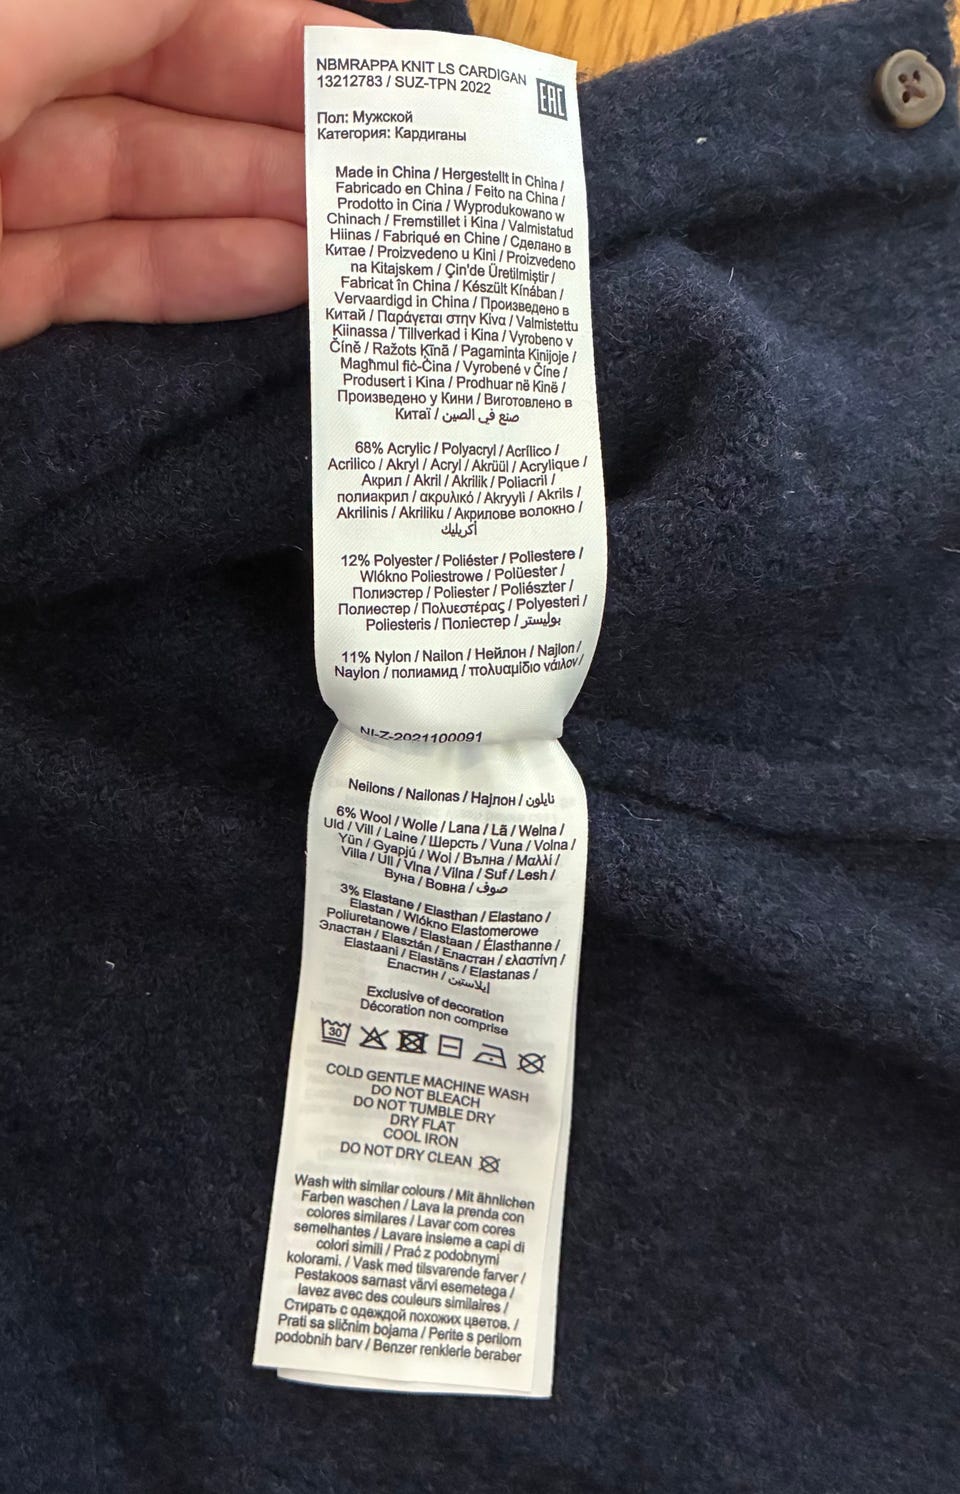 NBMRAPPA KNIT LS CARDIGAN
13212783 / SUZ-TPN 2022
EAC
Пол: Мужской
Категория: Кардиганы
Made in China / Hergestellt in China /
Fabricado en China / Feito na China /
Prodotto in Cina / Wyprodukowano w
Chinach / Fremstillet i Kina / Valmistatud
Hiinas / Fabriqué en Chine / Сделано в
Китае / Proizvedeno u Kini / Proizvedeno
na Kitajskem / Çin'de Üretilmiştir /
Fabricat în China / Készült Kínában /
Vervaardigd in China / Произведено в
Китай / Παράγεται στην Κίνα / Valmistettu
Kiinassa / Tillverkad i Kina / Vyrobeno v
Číně / Ražots Ķīnā / Pagaminta Kinijoje /
Magħmul fiċ-Ċina / Vyrobené v Číne /
Produsert i Kina / Prodhuar në Kinë /
Произведено у Кини / Виготовлено в
Китаї / صنع في الصين
68% Acrylic / Polyacryl / Acrílico /
Acrilico / Akryl / Acryl / Akrüül / Acrylique /
Акрил / Akril / Akrilik / Poliacril /
полиакрил / ακρυλικό / Akryyli / Akrils /
Akrilinis / Akriliku / Акрилове волокно /
أكريليك
12% Polyester / Poliéster / Poliestere /
Włókno Poliestrowe / Polüester /
Полиэстер / Poliester / Poliészter /
Полиестер / Πολυεστέρας / Polyesteri /
Poliesteris / Поліестер / بوليستر
11% Nylon / Nailon / Нейлон / Najlon /
Naylon / полиамид / πολυαμίδιο νάιλον /
NI-Z-2021100091
Neilons / Nailonas / Најлон / نايلون
6% Wool / Wolle / Lana / Lã / Wełna /
Uld / Vill / Laine / Шерсть / Vuna / Volna /
Yün / Gyapjú / Wol / Вълна / Μαλλί /
Villa / Ull / Vlna / Vilna / Suf / Lesh /
Вуна / Вовна / صوف
3% Elastane / Elasthan / Elastano /
Elastan / Włókno Elastomerowe
Poliuretanowe / Elastaan / Élasthanne /
Эластан / Elasztán / Еластан / ελαστίνη /
Elastaani / Elastāns / Elastanas /
Еластин / إيلاستين
Exclusive of decoration
Décoration non comprise
30
COLD GENTLE MACHINE WASH
DO NOT BLEACH
DO NOT TUMBLE DRY
DRY FLAT
COOL IRON
DO NOT DRY CLEAN
Wash with similar colours / Mit ähnlichen
Farben waschen / Lava la prenda con
colores similares / Lavar com cores
semelhantes / Lavare insieme a capi di
colori simili / Prać z podobnymi
kolorami. / Vask med tilsvarende farver /
Pestakoos samast värvi esemetega /
lavez avec des couleurs similaires /
Стирать с одеждой похожих цветов. /
Prati sa sličnim bojama / Perite s perilom
podobnih barv / Benzer renklerle beraber